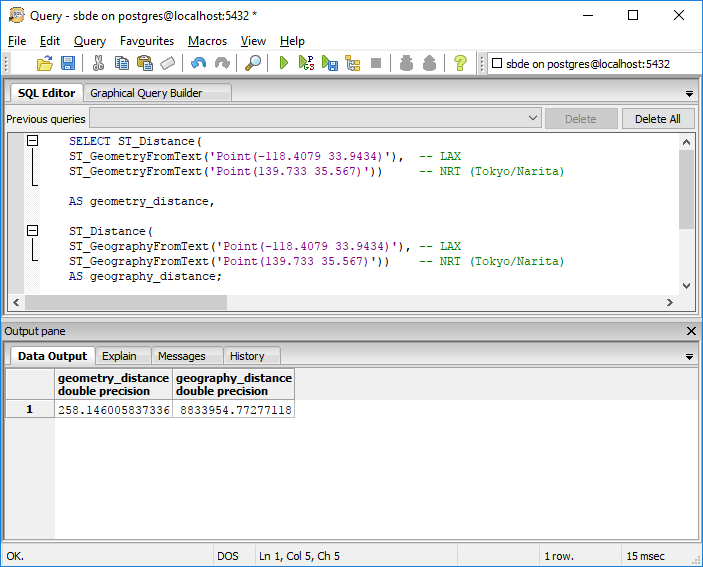 Query - sbde on postgres@localhost:5432 *
File Edit Query Favourites Macros View Help
sbde on postgres@localhost:5432
SQL Editor Graphical Query Builder
Previous queries Delete Delete All
SELECT ST_Distance(
ST_GeometryFromText('Point(-118.4079 33.9434)'), -- LAX
ST_GeometryFromText('Point(139.733 35.567)')) -- NRT (Tokyo/Narita)
AS geometry_distance,
ST_Distance(
ST_GeographyFromText('Point(-118.4079 33.9434)'), -- LAX
ST_GeographyFromText('Point(139.733 35.567)')) -- NRT (Tokyo/Narita)
AS geography_distance;
Output pane
Data Output Explain Messages History
geometry_distance geography_distance
double precision double precision
1 258.146005837336 8833954.77277118
OK. DOS Ln 1, Col 5, Ch 5 1 row. 15 msec